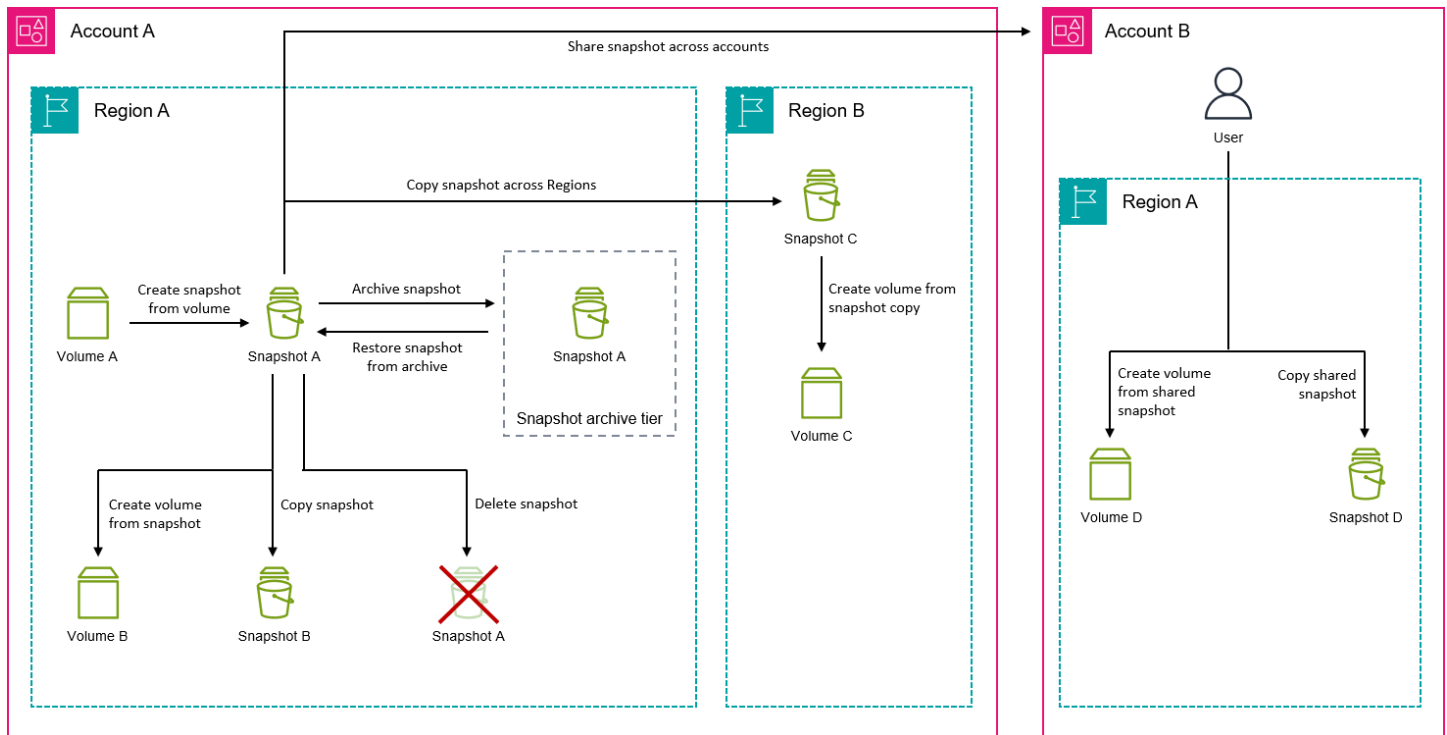 Account A
Share snapshot across accounts
Account B
Region A
Region B
User
Copy snapshot across Regions
Region A
Snapshot C
Create snapshot
from volume
Archive snapshot
Create volume from
snapshot copy
Volume A
Snapshot A
Restore snapshot
from archive
Snapshot A
Snapshot archive tier
Volume C
Create volume
from shared
snapshot
Copy shared
snapshot
Create volume
from snapshot
Copy snapshot
Delete snapshot
Volume D
Snapshot D
Volume B
Snapshot B
Snapshot A